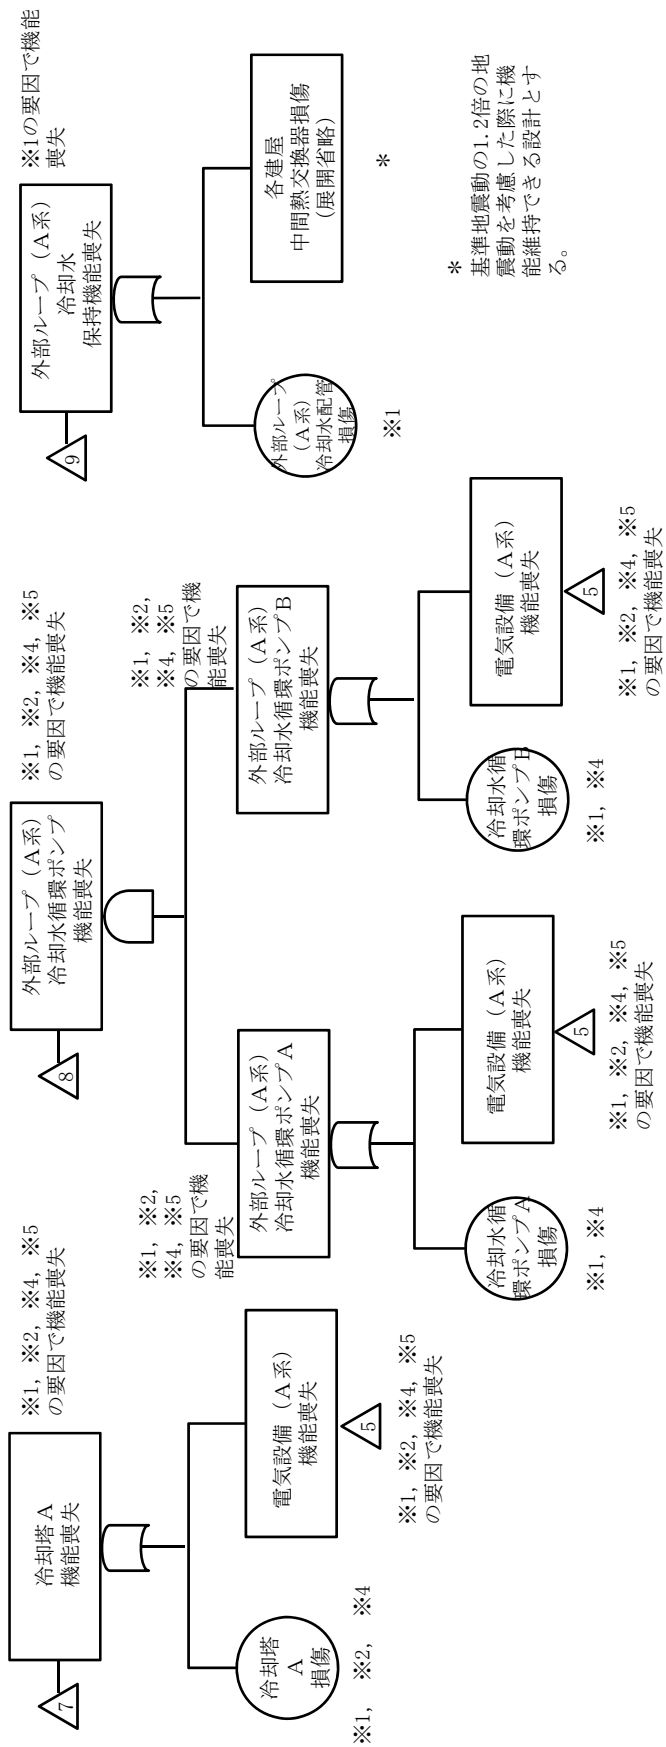 冷却塔A
機能喪失
※1, ※2, ※4, ※5
の要因で機能喪失
7
冷却塔
A
損傷
※1, ※2, ※4
電気設備（A系）
機能喪失
5
※1, ※2, ※4, ※5
の要因で機能喪失
外部ループ（A系）
冷却水循環ポンプ
機能喪失
※1, ※2, ※4, ※5
の要因で機能喪失
8
※1, ※2,
※4, ※5
の要因で機
能喪失
外部ループ（A系）
冷却水循環ポンプA
機能喪失
冷却水循
環ポンプA
損傷
※1, ※4
電気設備（A系）
機能喪失
5
※1, ※2, ※4, ※5
の要因で機能喪失
※1, ※2,
※4, ※5
の要因で機
能喪失
外部ループ（A系）
冷却水循環ポンプB
機能喪失
冷却水循
環ポンプB
損傷
※1, ※4
電気設備（A系）
機能喪失
5
※1, ※2, ※4, ※5
の要因で機能喪失
外部ループ（A系）
冷却水
保持機能喪失
※1の要因で機能
喪失
9
外部ループ
（A系）
冷却水配管
損傷
※1
各建屋
中間熱交換器損傷
(展開省略)
*
*
基準地震動の1.2倍の地
震動を考慮した際に機
能維持できる設計とす
る。